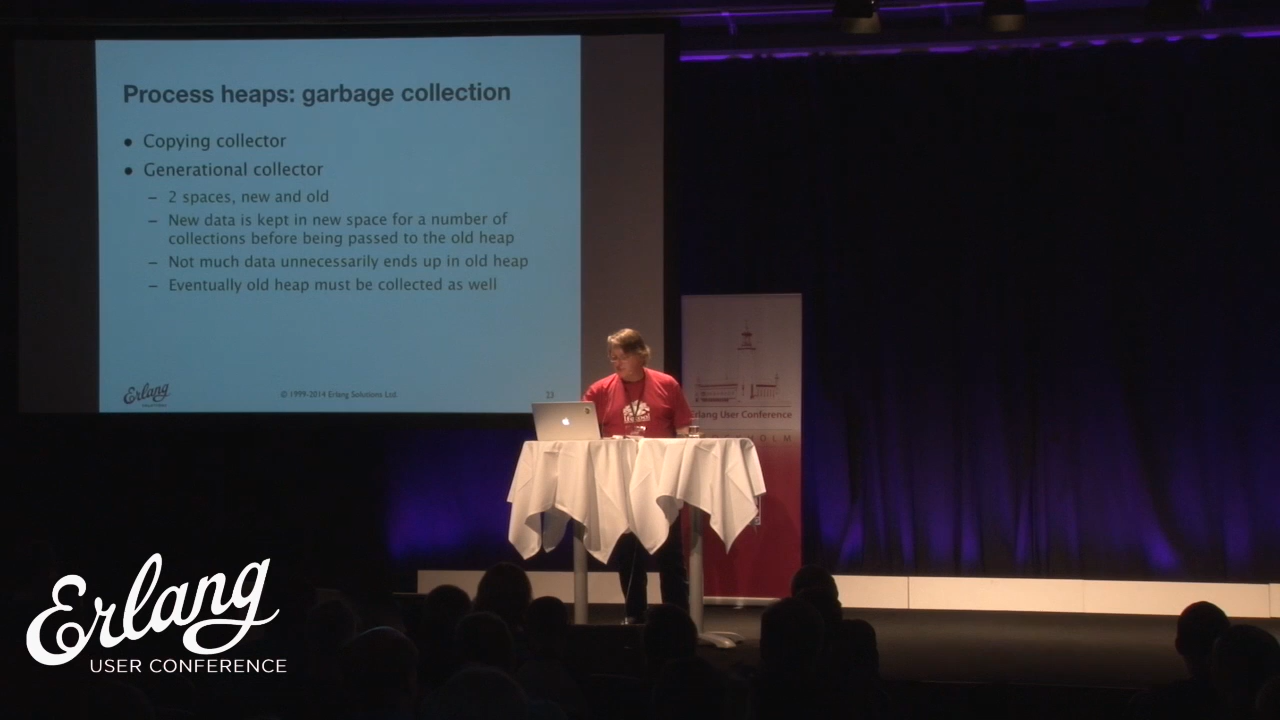 Process heaps: garbage collection
● Copying collector
● Generational collector
– 2 spaces, new and old
– New data is kept in new space for a number of
collections before being passed to the old heap
– Not much data unnecessarily ends up in old heap
– Eventually old heap must be collected as well
Erlang
© 1999-2014 Erlang Solutions Ltd.
23
Erlang User Conference
Erlang
USER CONFERENCE